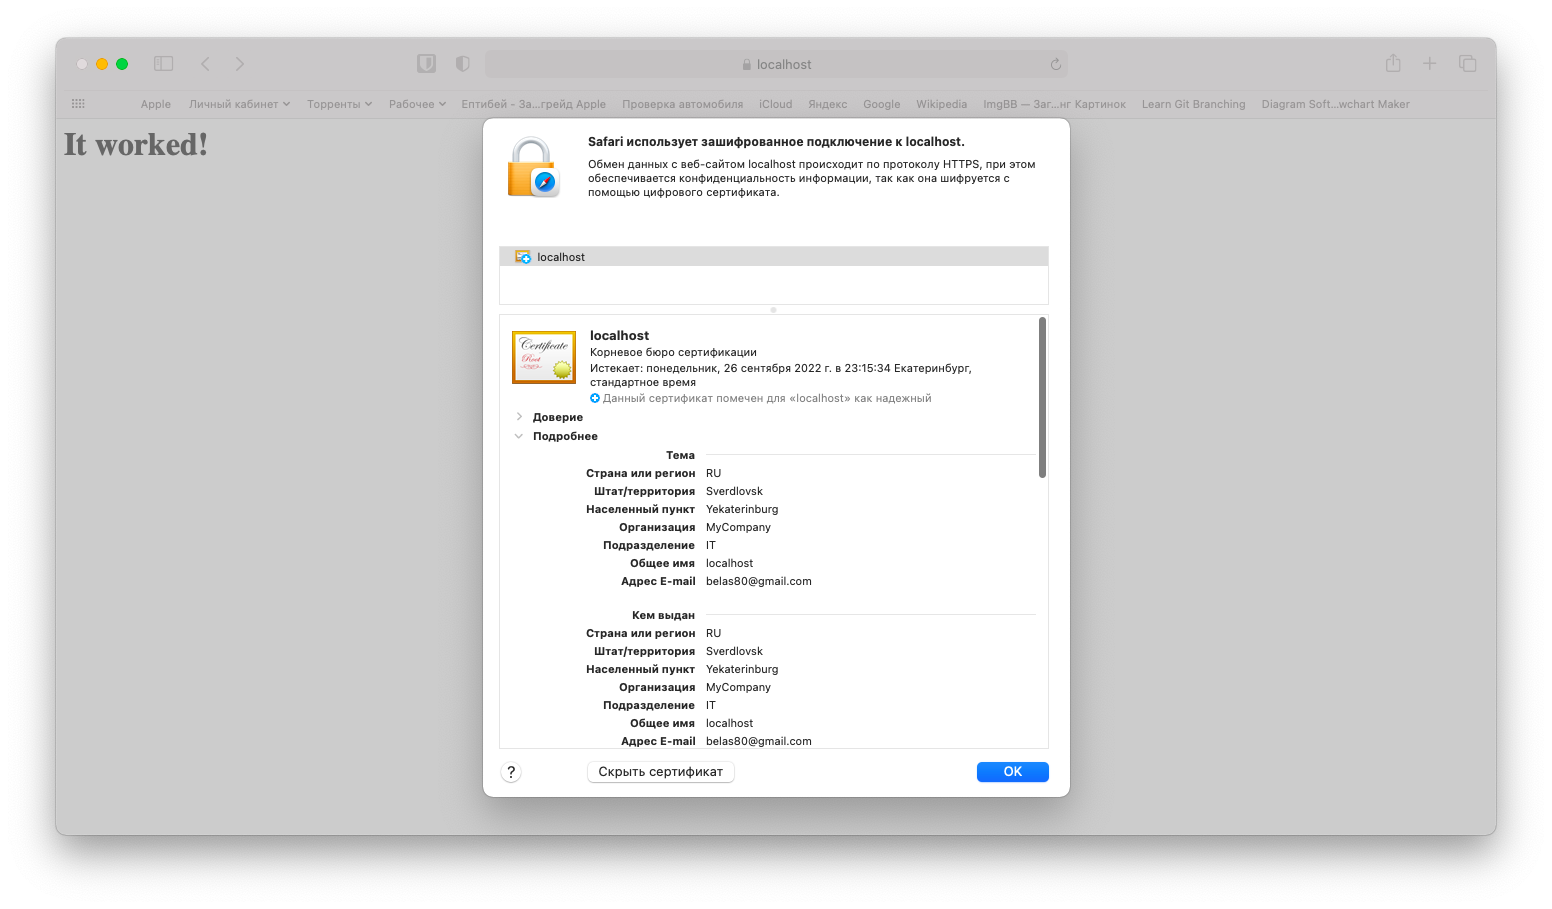 localhost
Apple Личный кабинет Торренты Рабочее Ептибей - За...грейд Apple Проверка автомобиля iCloud Яндекс Google Wikipedia ImgBB — Заг...нг Картинок Learn Git Branching Diagram Soft...wchart Maker
It worked!
Safari использует зашифрованное подключение к localhost.
Обмен данных с веб-сайтом localhost происходит по протоколу HTTPS, при этом
обеспечивается конфиденциальность информации, так как она шифруется с
помощью цифрового сертификата.
localhost
Certificate
Root
localhost
Корневое бюро сертификации
Истекает: понедельник, 26 сентября 2022 г. в 23:15:34 Екатеринбург,
стандартное время
Данный сертификат помечен для «localhost» как надежный
Доверие
Подробнее
Тема
Страна или регион RU
Штат/территория Sverdlovsk
Населенный пункт Yekaterinburg
Организация MyCompany
Подразделение IT
Общее имя localhost
Адрес E-mail belas80@gmail.com
Кем выдан
Страна или регион RU
Штат/территория Sverdlovsk
Населенный пункт Yekaterinburg
Организация MyCompany
Подразделение IT
Общее имя localhost
Адрес E-mail belas80@gmail.com
? Скрыть сертификат OK